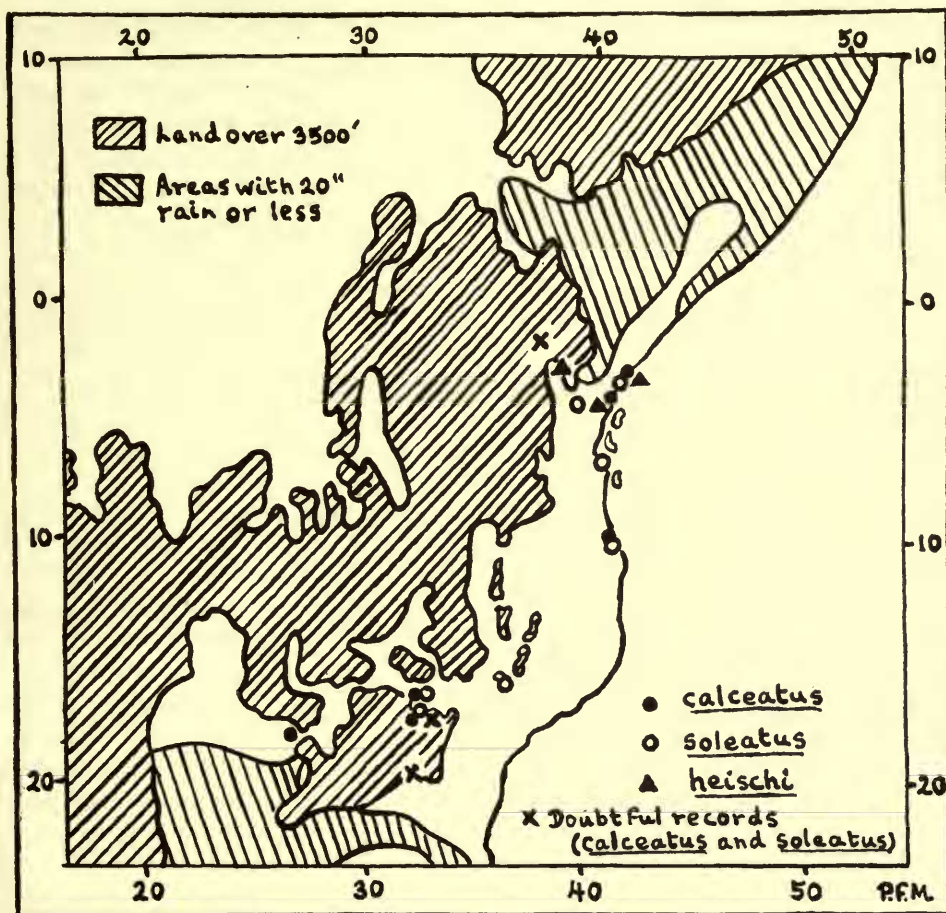 20 30 40 50
10 10
Land over 3500'
Areas with 20"
rain or less
0 0
10 10
calceatus
soleatus
20 20
heischi
x Doubtful records
(calceatus and soleatus)
20 30 40 50 P.F.M.